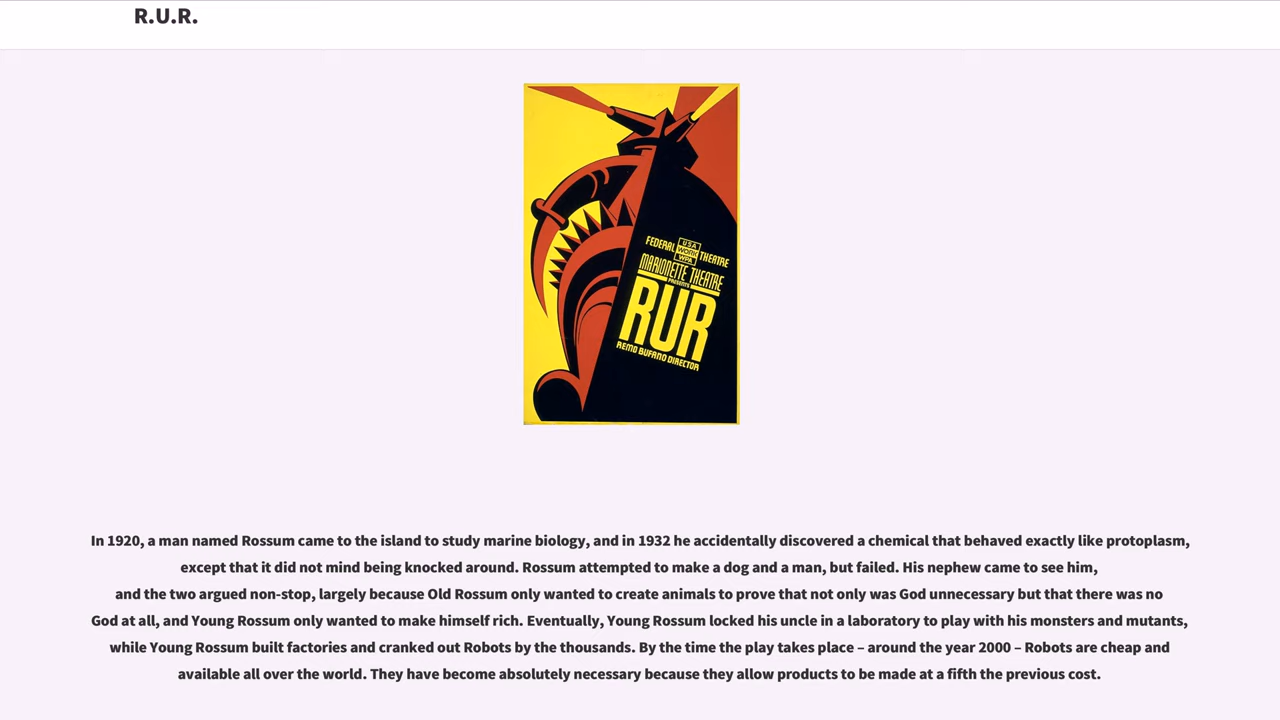 R.U.R.
FEDERAL USA WORK WPA THEATRE
MARIONETTE THEATRE
PRESENTS
RUR
REMO BUFANO DIRECTOR
In 1920, a man named Rossum came to the island to study marine biology, and in 1932 he accidentally discovered a chemical that behaved exactly like protoplasm,
except that it did not mind being knocked around. Rossum attempted to make a dog and a man, but failed. His nephew came to see him,
and the two argued non-stop, largely because Old Rossum only wanted to create animals to prove that not only was God unnecessary but that there was no
God at all, and Young Rossum only wanted to make himself rich. Eventually, Young Rossum locked his uncle in a laboratory to play with his monsters and mutants,
while Young Rossum built factories and cranked out Robots by the thousands. By the time the play takes place – around the year 2000 – Robots are cheap and
available all over the world. They have become absolutely necessary because they allow products to be made at a fifth the previous cost.